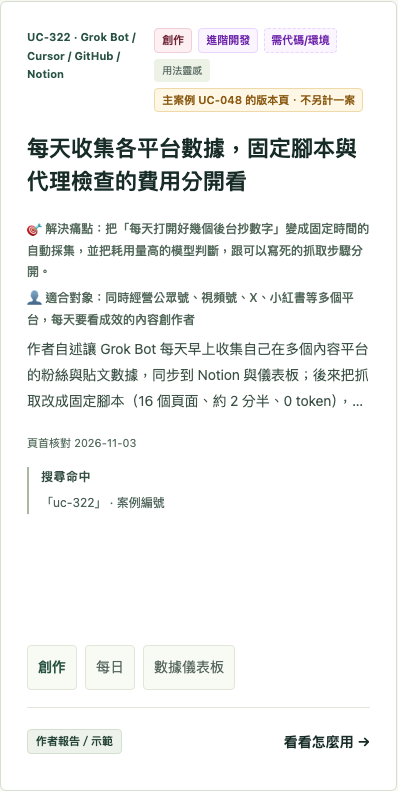 UC-322 · Grok Bot /
Cursor / GitHub /
Notion
創作
進階開發
需代碼/環境
用法靈感
主案例 UC-048 的版本頁 · 不另計一案
每天收集各平台數據，固定腳本與
代理檢查的費用分開看
🎯 解決痛點：把「每天打開好幾個後台抄數字」變成固定時間的
自動採集，並把耗用量高的模型判斷，跟可以寫死的抓取步驟分
開。
👤 適合對象：同時經營公眾號、視頻號、X、小紅書等多個平
台，每天要看成效的內容創作者
作者自述讓 Grok Bot 每天早上收集自己在多個內容平台
的粉絲與貼文數據，同步到 Notion 與儀表板；後來把抓
取改成固定腳本（16 個頁面、約 2 分半、0 token），...
頁首核對 2026-11-03
搜尋命中
「uc-322」 · 案例編號
創作
每日
數據儀表板
作者報告 / 示範
看看怎麼用 →